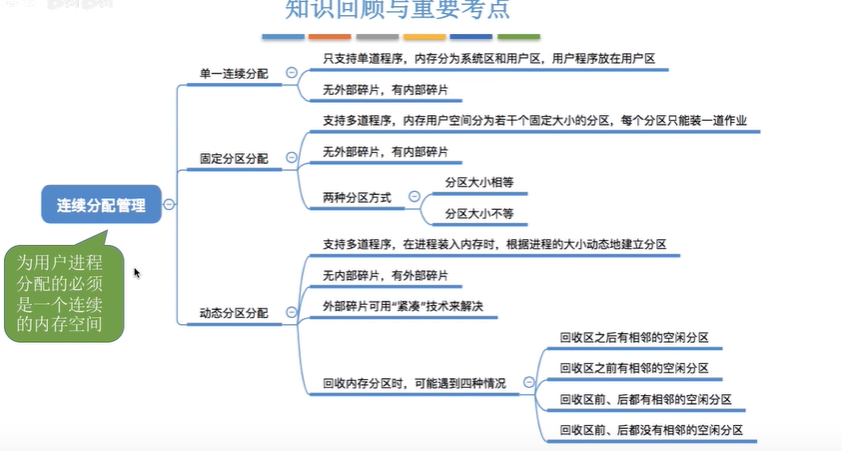 知识回顾与重要考点
单一连续分配
只支持单道程序，内存分为系统区和用户区，用户程序放在用户区
无外部碎片，有内部碎片
固定分区分配
支持多道程序，内存用户空间分为若干个固定大小的分区，每个分区只能装一道作业
无外部碎片，有内部碎片
两种分区方式
分区大小相等
分区大小不等
连续分配管理
为用户进程
分配的必须
是一个连续
的内存空间
动态分区分配
支持多道程序，在进程装入内存时，根据进程的大小动态地建立分区
无内部碎片，有外部碎片
外部碎片可用“紧凑”技术来解决
回收内存分区时，可能遇到四种情况
回收区之后有相邻的空闲分区
回收区之前有相邻的空闲分区
回收区前、后都有相邻的空闲分区
回收区前、后都没有相邻的空闲分区